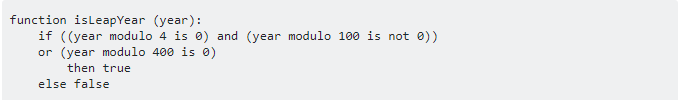 function isLeapYear (year):
    if ((year modulo 4 is 0) and (year modulo 100 is not 0))
    or (year modulo 400 is 0)
        then true
    else false